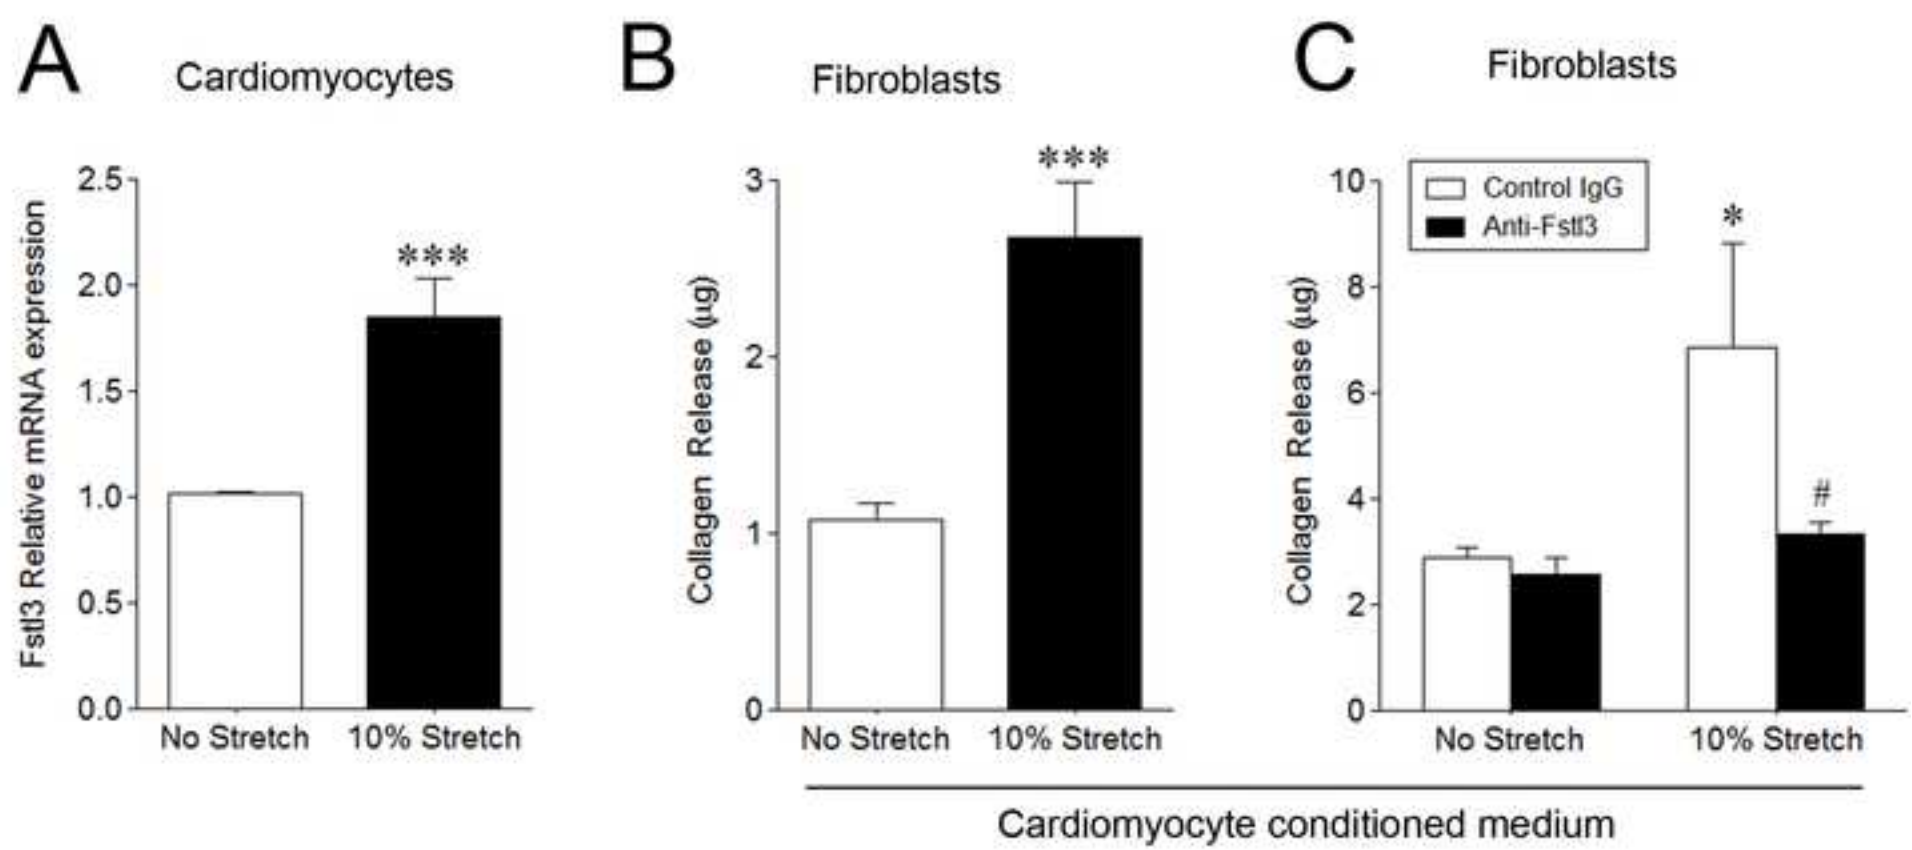 A
Cardiomyocytes
Fstl3 Relative mRNA expression
2.5
2.0
1.5
1.0
0.5
0.0
***
No Stretch
10% Stretch
B
Fibroblasts
Collagen Release (µg)
3
2
1
0
***
No Stretch
10% Stretch
C
Fibroblasts
Collagen Release (µg)
10
8
6
4
2
0
Control IgG
Anti-Fstl3
*
#
No Stretch
10% Stretch
Cardiomyocyte conditioned medium